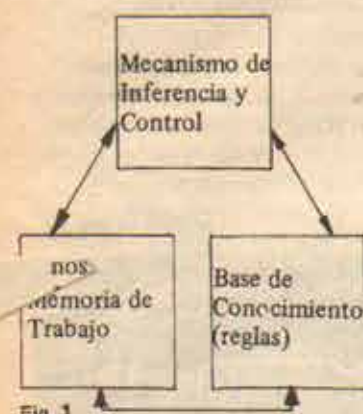 Mecanismo de
Inferencia y
Control
nos
Memoria de
Trabajo
Base de
Conocimiento
(reglas)
Fig. 1